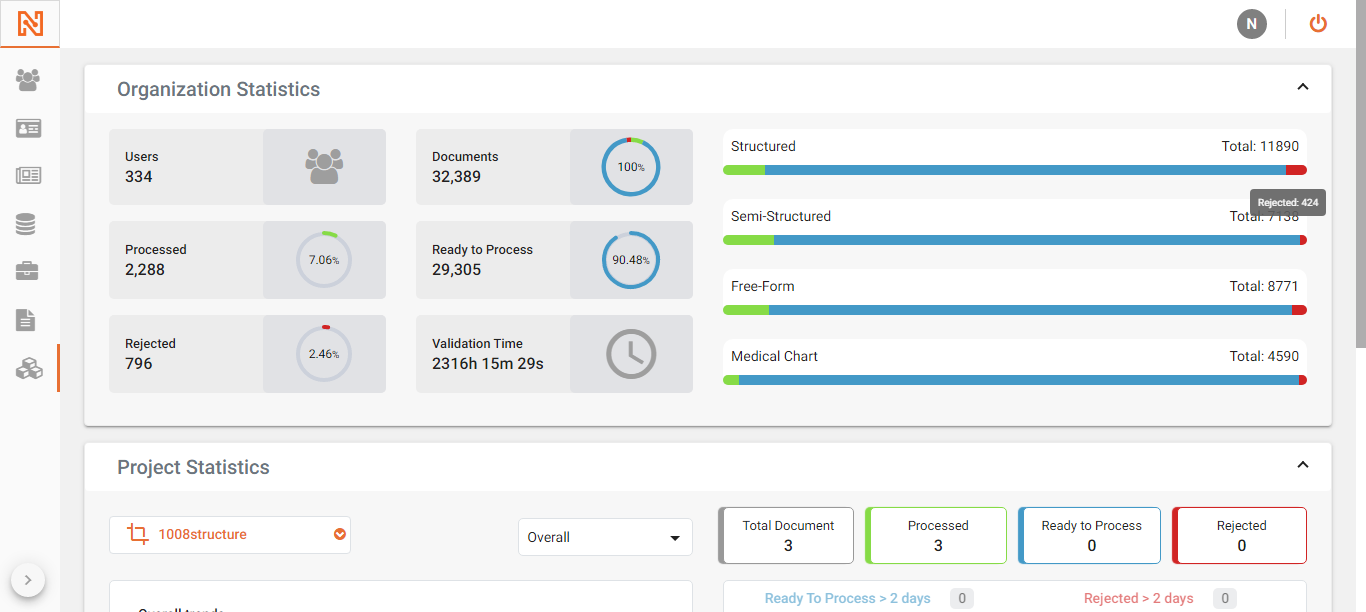 N
Organization Statistics
Users
334
Documents
32,389
100%
Processed
2,288
7.06%
Ready to Process
29,305
90.48%
Rejected
796
2.46%
Validation Time
2316h 15m 29s
Structured
Total: 11890
Rejected: 424
Semi-Structured
Total: 7138
Free-Form
Total: 8771
Medical Chart
Total: 4590
Project Statistics
1008structure
Overall
Total Document
3
Processed
3
Ready to Process
0
Rejected
0
Overall trends
Ready To Process > 2 days 0
Rejected > 2 days 0